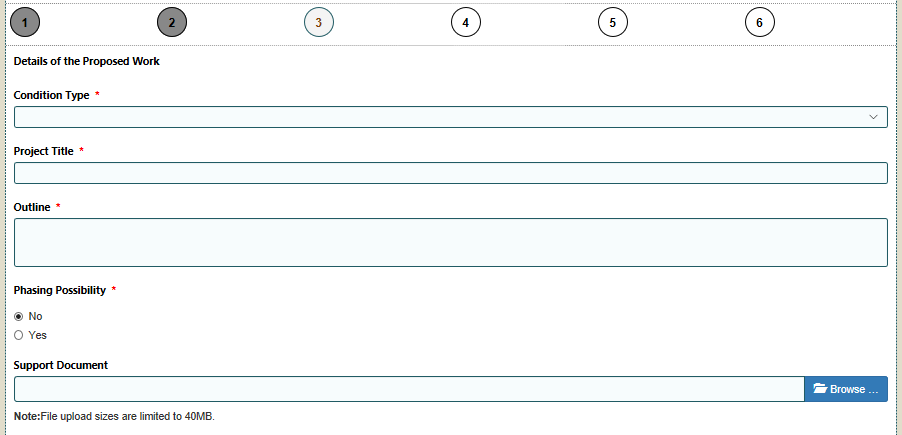 1 2 3 4 5 6
Details of the Proposed Work
Condition Type *
Project Title *
Outline *
Phasing Possibility *
No
Yes
Support Document
Browse ...
Note:File upload sizes are limited to 40MB.